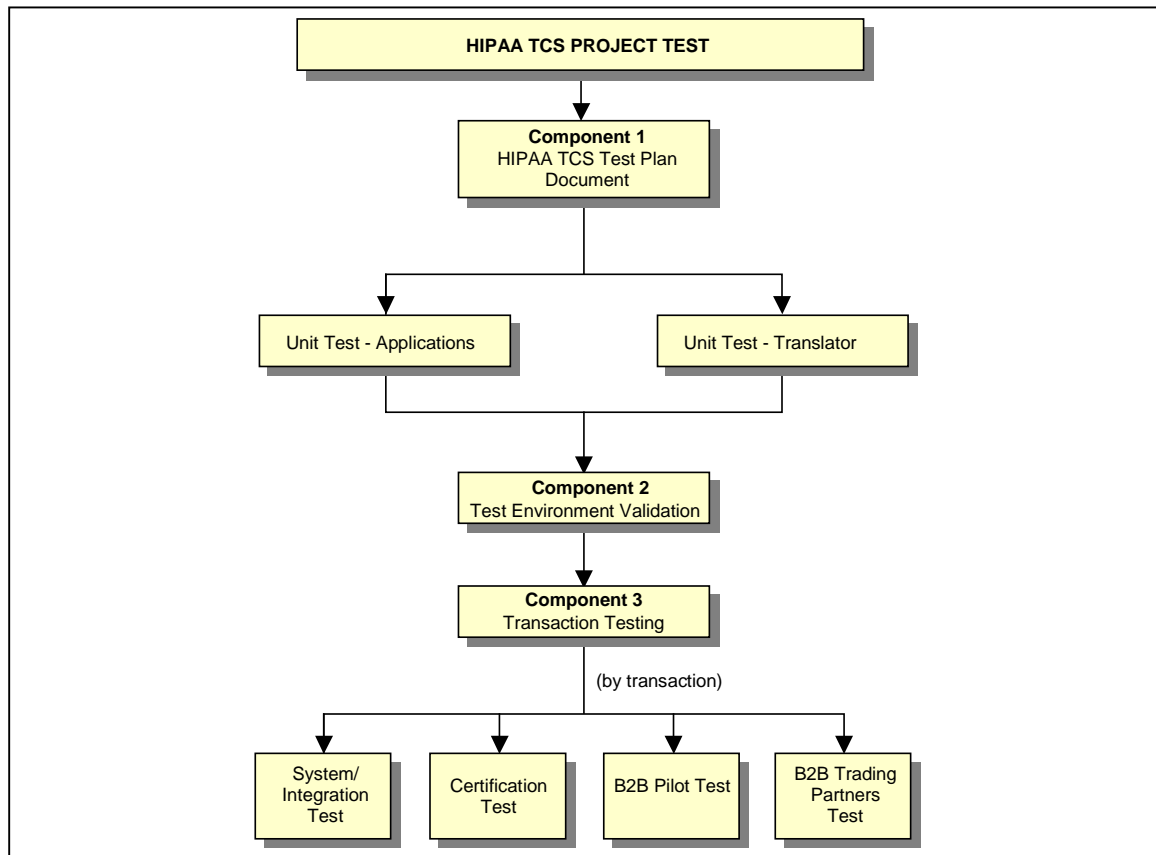 HIPAA TCS PROJECT TEST
Component 1
HIPAA TCS Test Plan
Document
Unit Test - Applications
Unit Test - Translator
Component 2
Test Environment Validation
Component 3
Transaction Testing
(by transaction)
System/
Integration
Test
Certification
Test
B2B Pilot Test
B2B Trading
Partners
Test